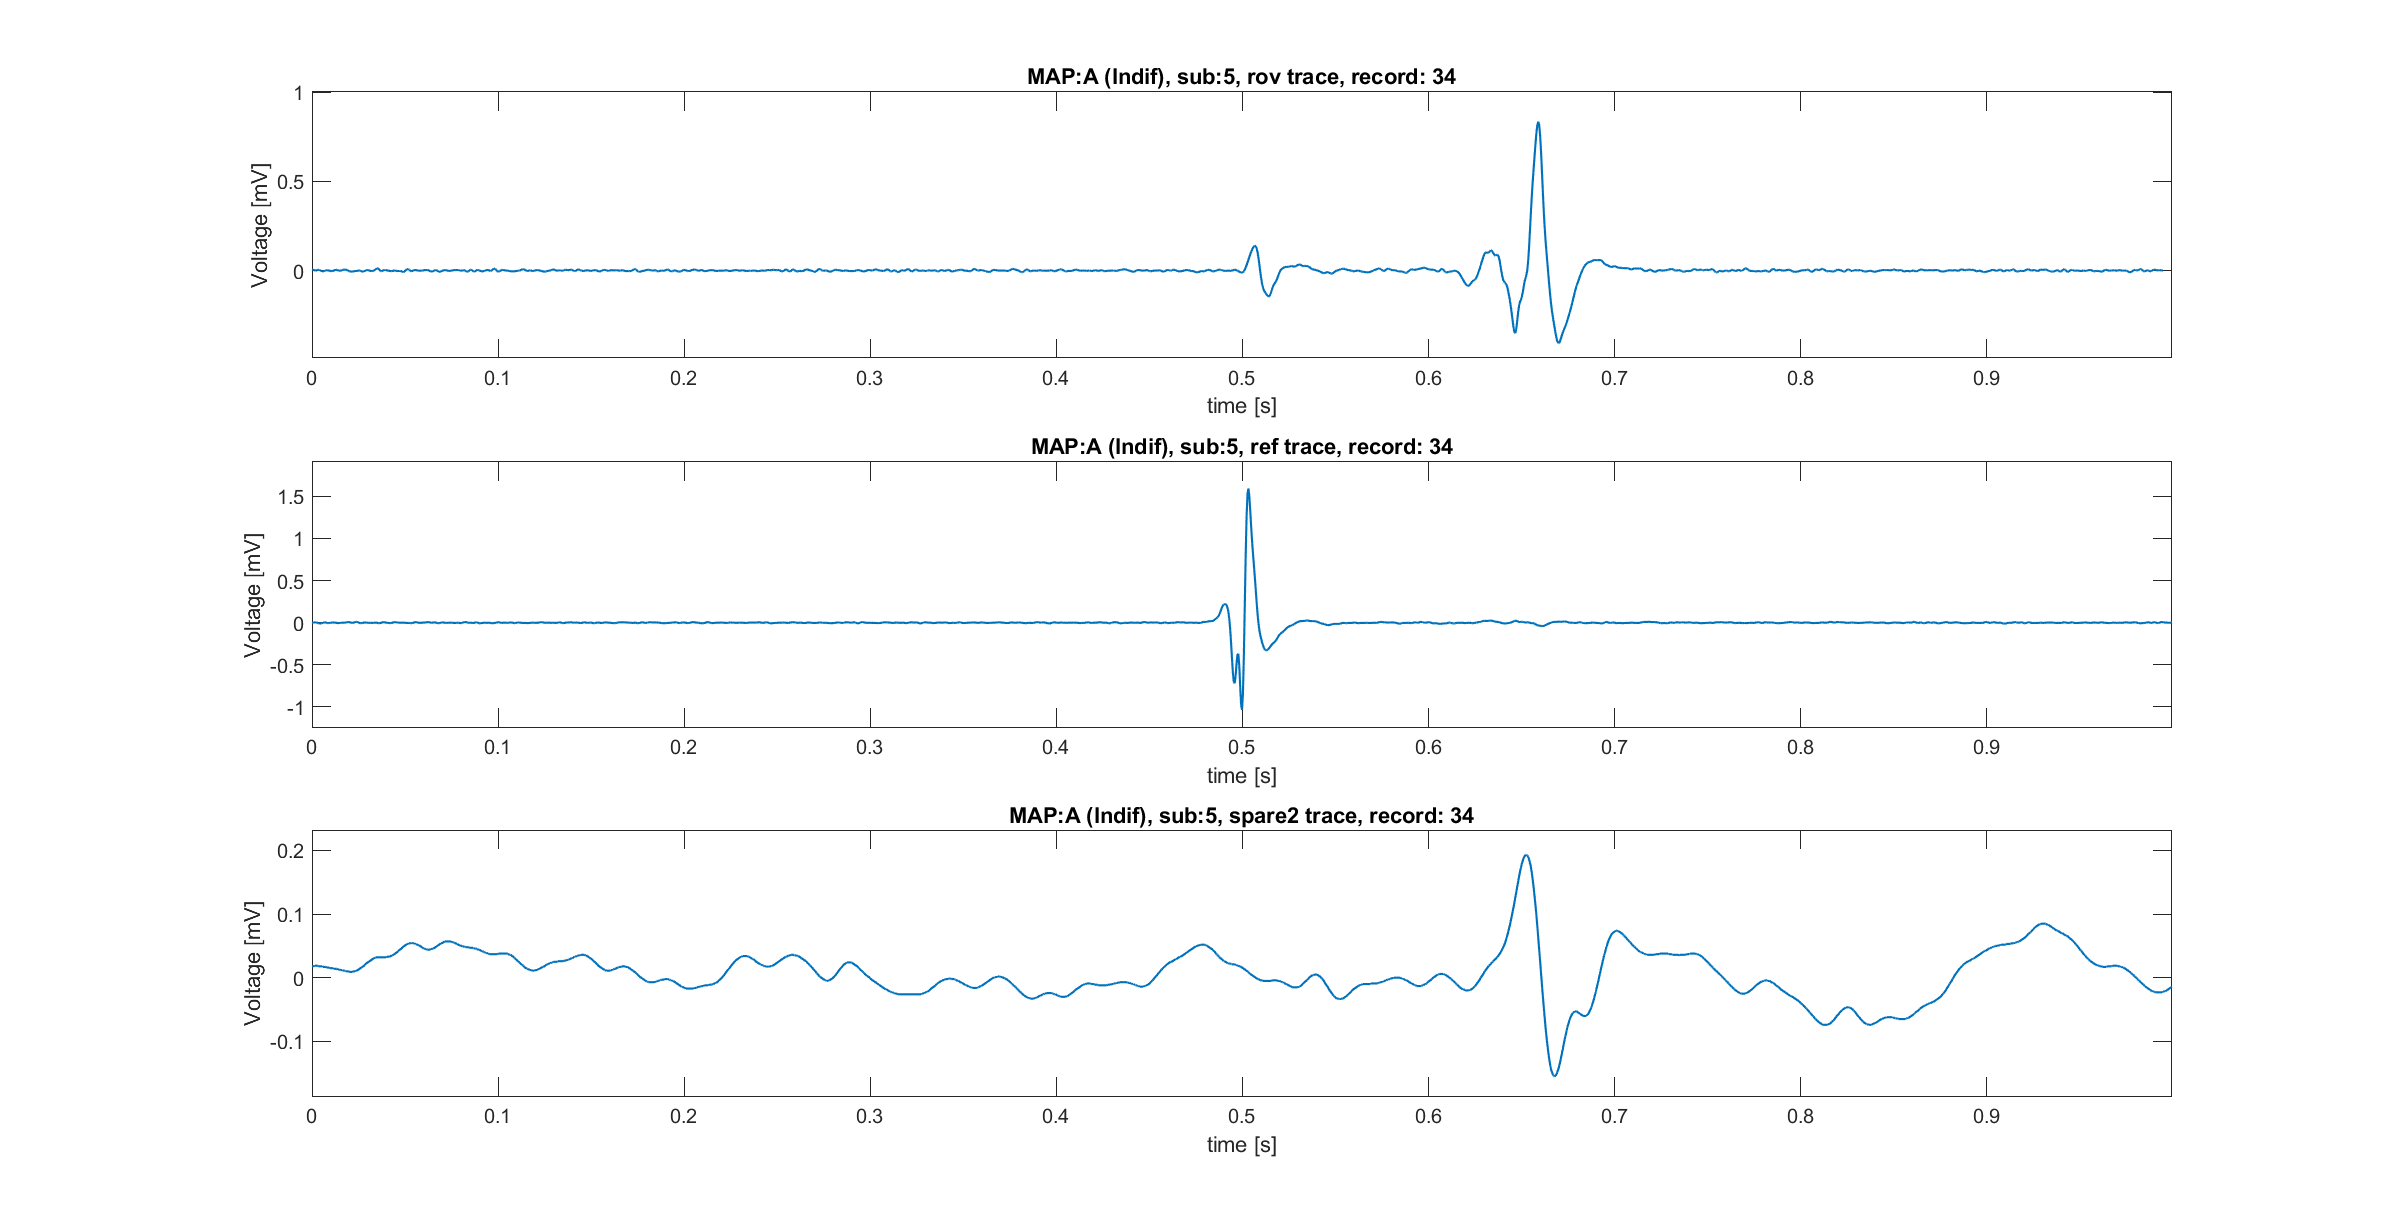 MAP:A (Indif), sub:5, rov trace, record: 34
1
0.5
0
Voltage [mV]
0 0.1 0.2 0.3 0.4 0.5 0.6 0.7 0.8 0.9
time [s]
MAP:A (Indif), sub:5, ref trace, record: 34
1.5
1
0.5
0
-0.5
-1
Voltage [mV]
0 0.1 0.2 0.3 0.4 0.5 0.6 0.7 0.8 0.9
time [s]
MAP:A (Indif), sub:5, spare2 trace, record: 34
0.2
0.1
0
-0.1
Voltage [mV]
0 0.1 0.2 0.3 0.4 0.5 0.6 0.7 0.8 0.9
time [s]